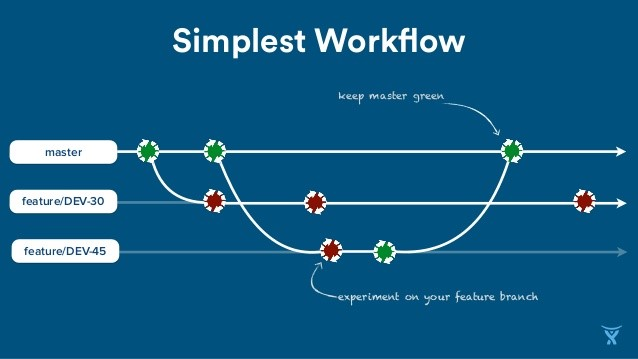 Simplest Workflow
keep master green
master
feature/DEV-30
feature/DEV-45
experiment on your feature branch